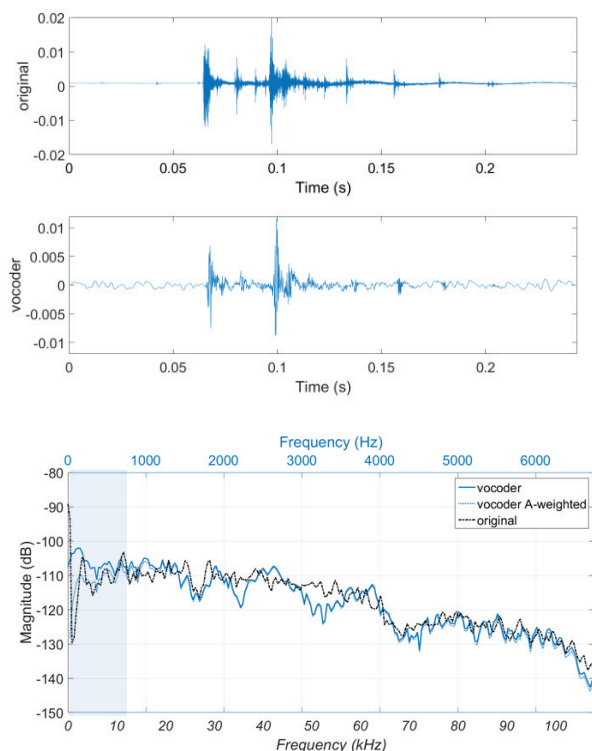 0.02
0.01
0
-0.01
-0.02
original
0 0.05 0.1 0.15 0.2
Time (s)
0.01
0.005
0
-0.005
-0.01
vocoder
0 0.05 0.1 0.15 0.2
Time (s)
Frequency (Hz)
0 1000 2000 3000 4000 5000 6000
-80
-90
-100
-110
-120
-130
-140
-150
Magnitude (dB)
vocoder
vocoder A-weighted
original
0 10 20 30 40 50 60 70 80 90 100
Frequency (kHz)